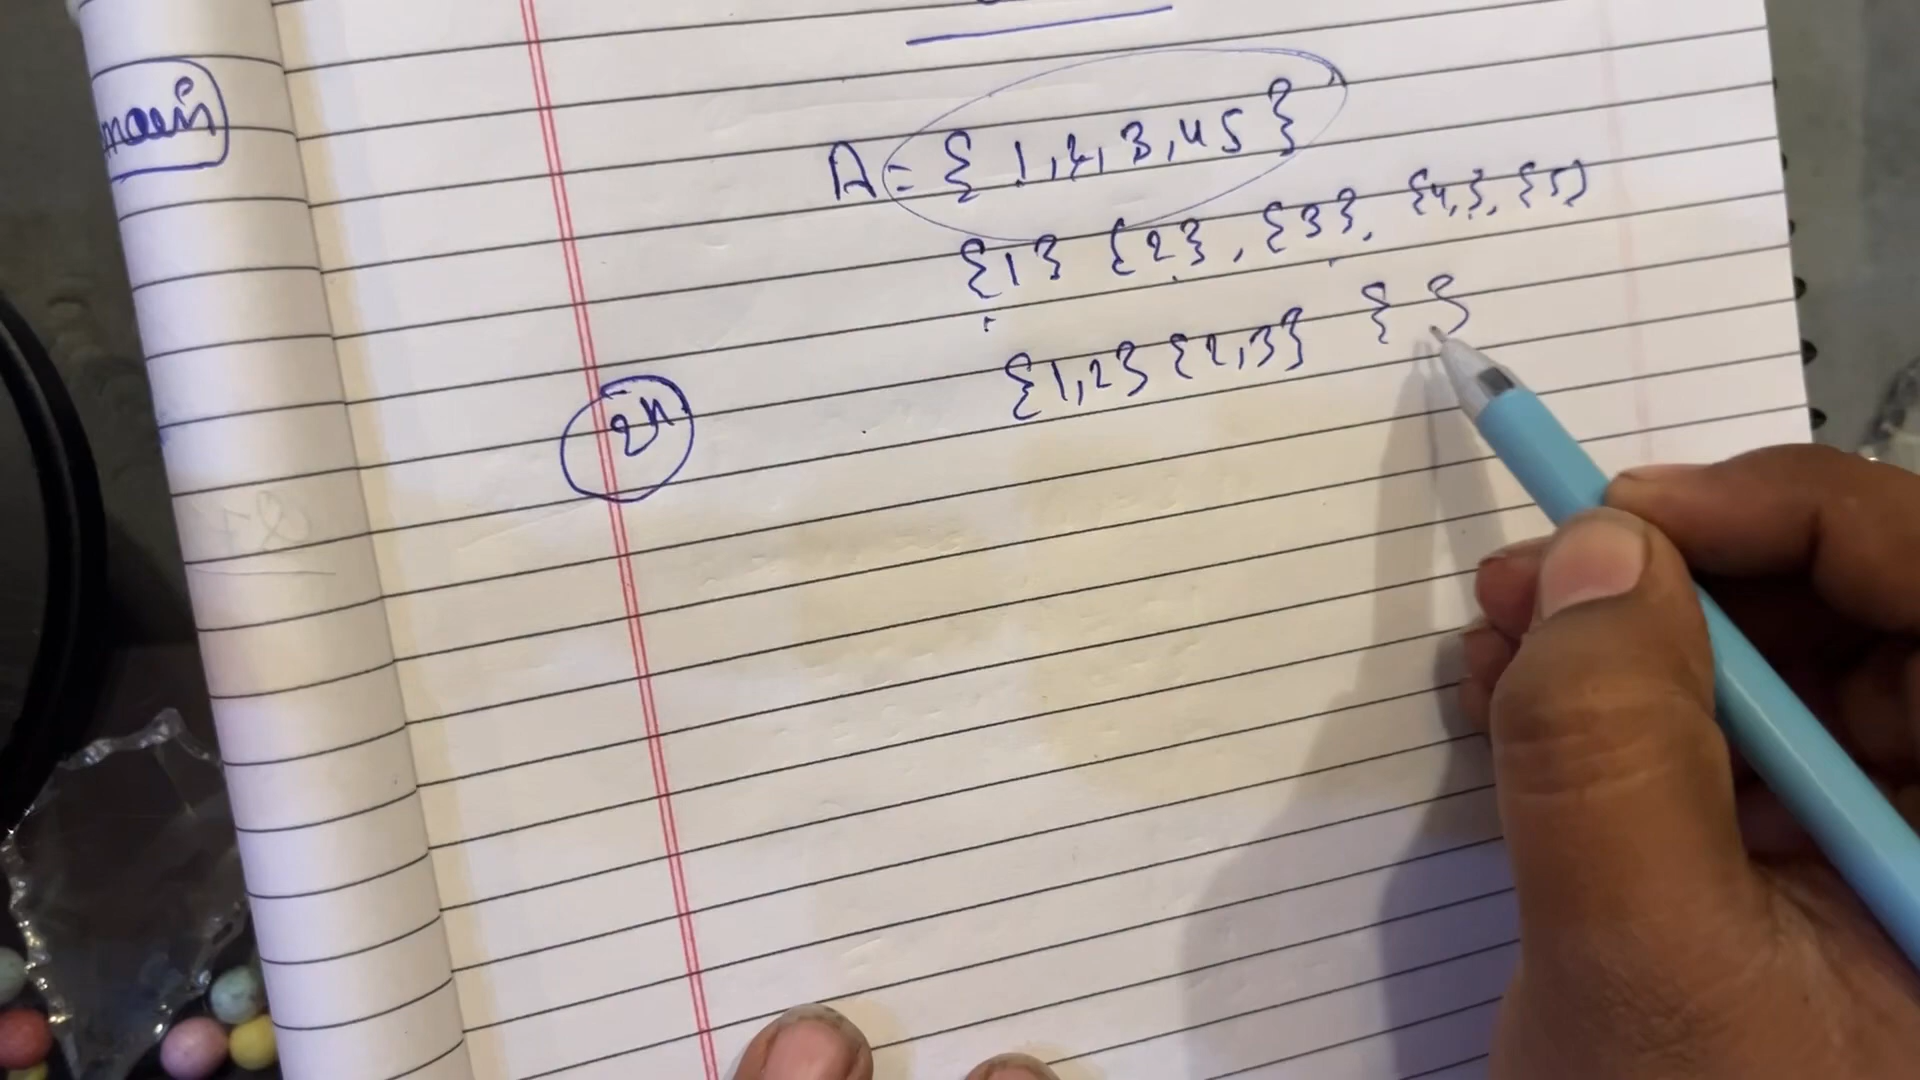 A = { 1, 2, 3, 4 5 }
{1} {2}, {3}, {4,}, {5}
{1,2} {2,3} { }
2ⁿ